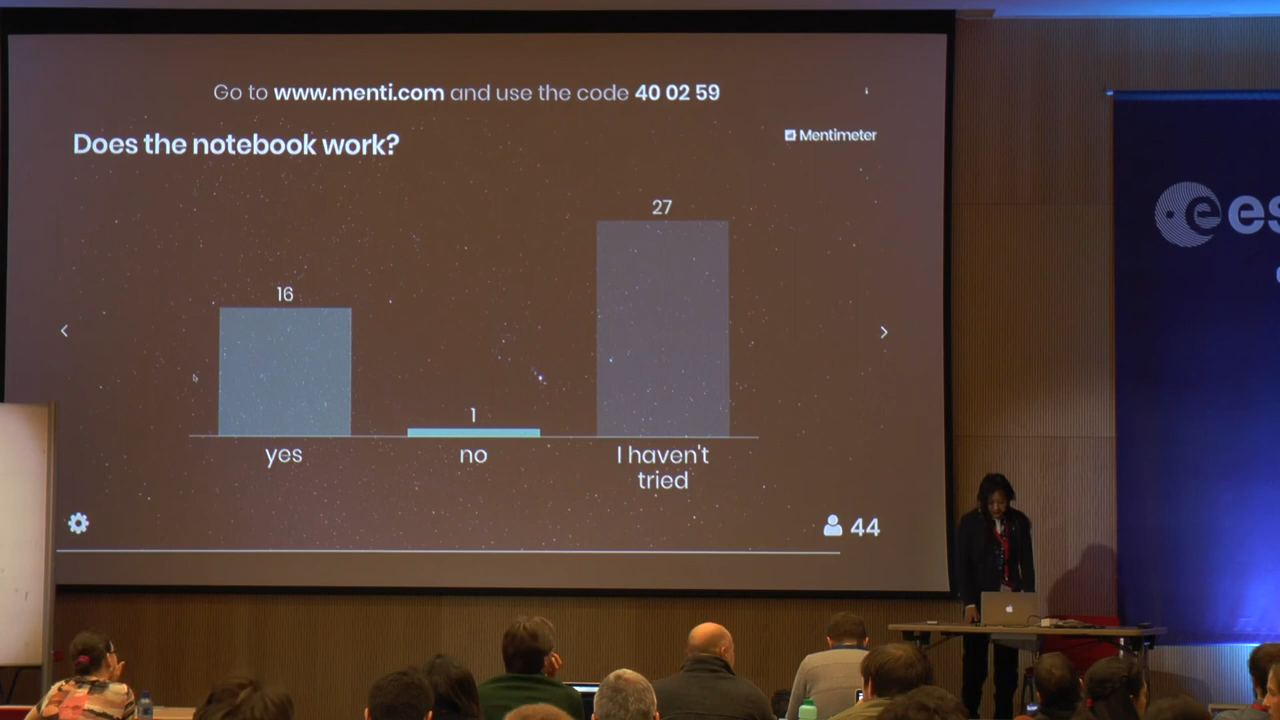 Go to www.menti.com and use the code 40 02 59
Does the notebook work?
Mentimeter
27
16
1
yes
no
I haven't
tried
44
es